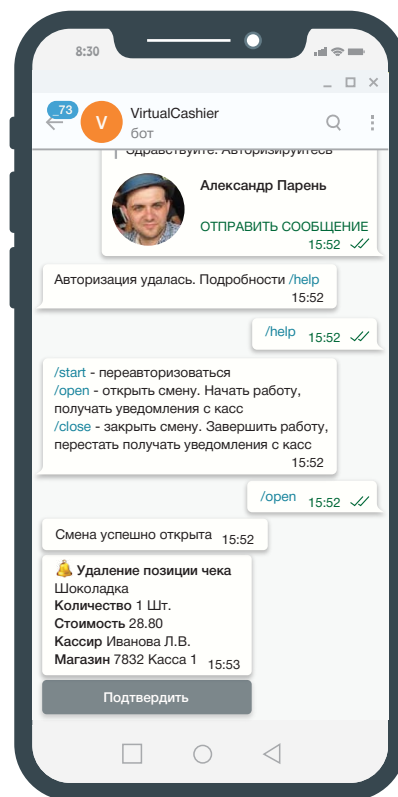 8:30
73
V
VirtualCashier
бот
Здравствуйте. Авторизируйтесь
Александр Парень
ОТПРАВИТЬ СООБЩЕНИЕ
15:52
Авторизация удалась. Подробности /help
15:52
/help 15:52
/start - переавторизоваться
/open - открыть смену. Начать работу,
получать уведомления с касс
/close - закрыть смену. Завершить работу,
перестать получать уведомления с касс
15:52
/open 15:52
Смена успешно открыта 15:52
Удаление позиции чека
Шоколадка
Количество 1 Шт.
Стоимость 28.80
Кассир Иванова Л.В.
Магазин 7832 Касса 1 15:53
Подтвердить